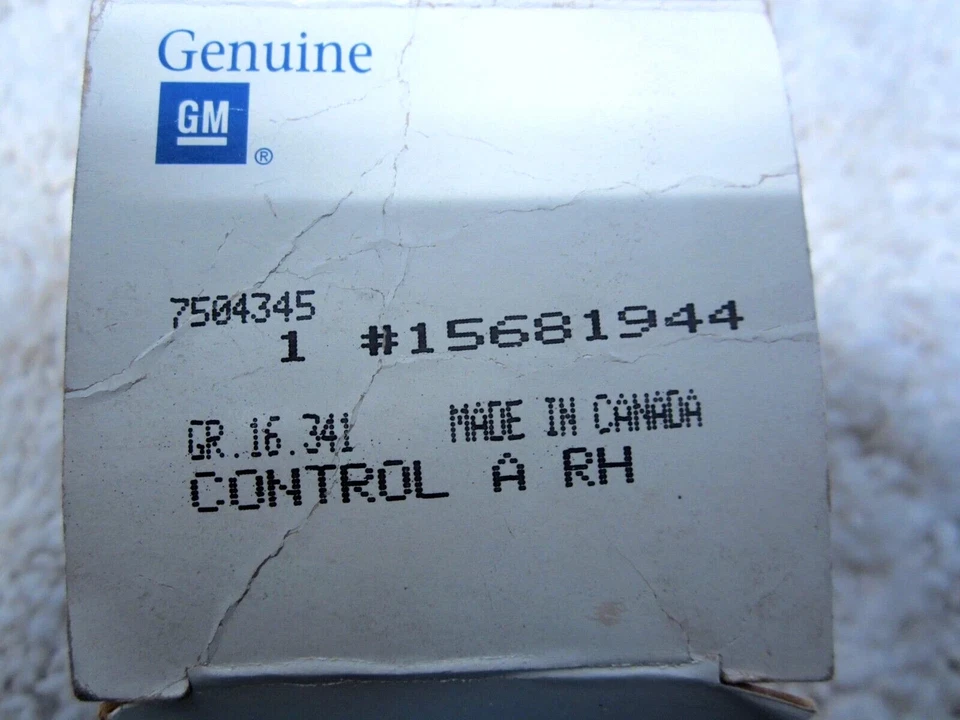 Genuine
GM
®
7504345
1 #15681944
GR.16.341 MADE IN CANADA
CONTROL A RH